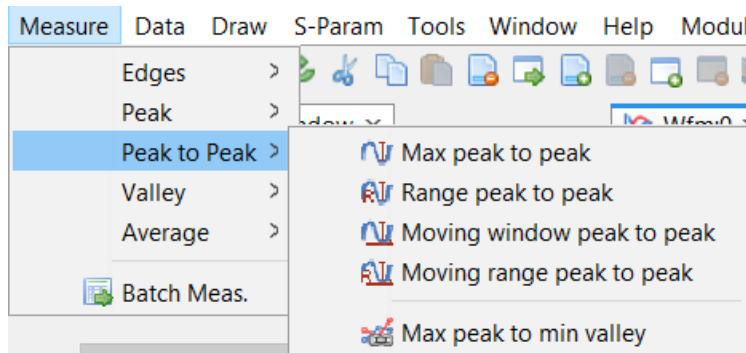 Measure Data Draw S-Param Tools Window Help Modul
Edges
Peak
Peak to Peak
Valley
Average
Batch Meas.
Max peak to peak
Range peak to peak
Moving window peak to peak
Moving range peak to peak
Max peak to min valley